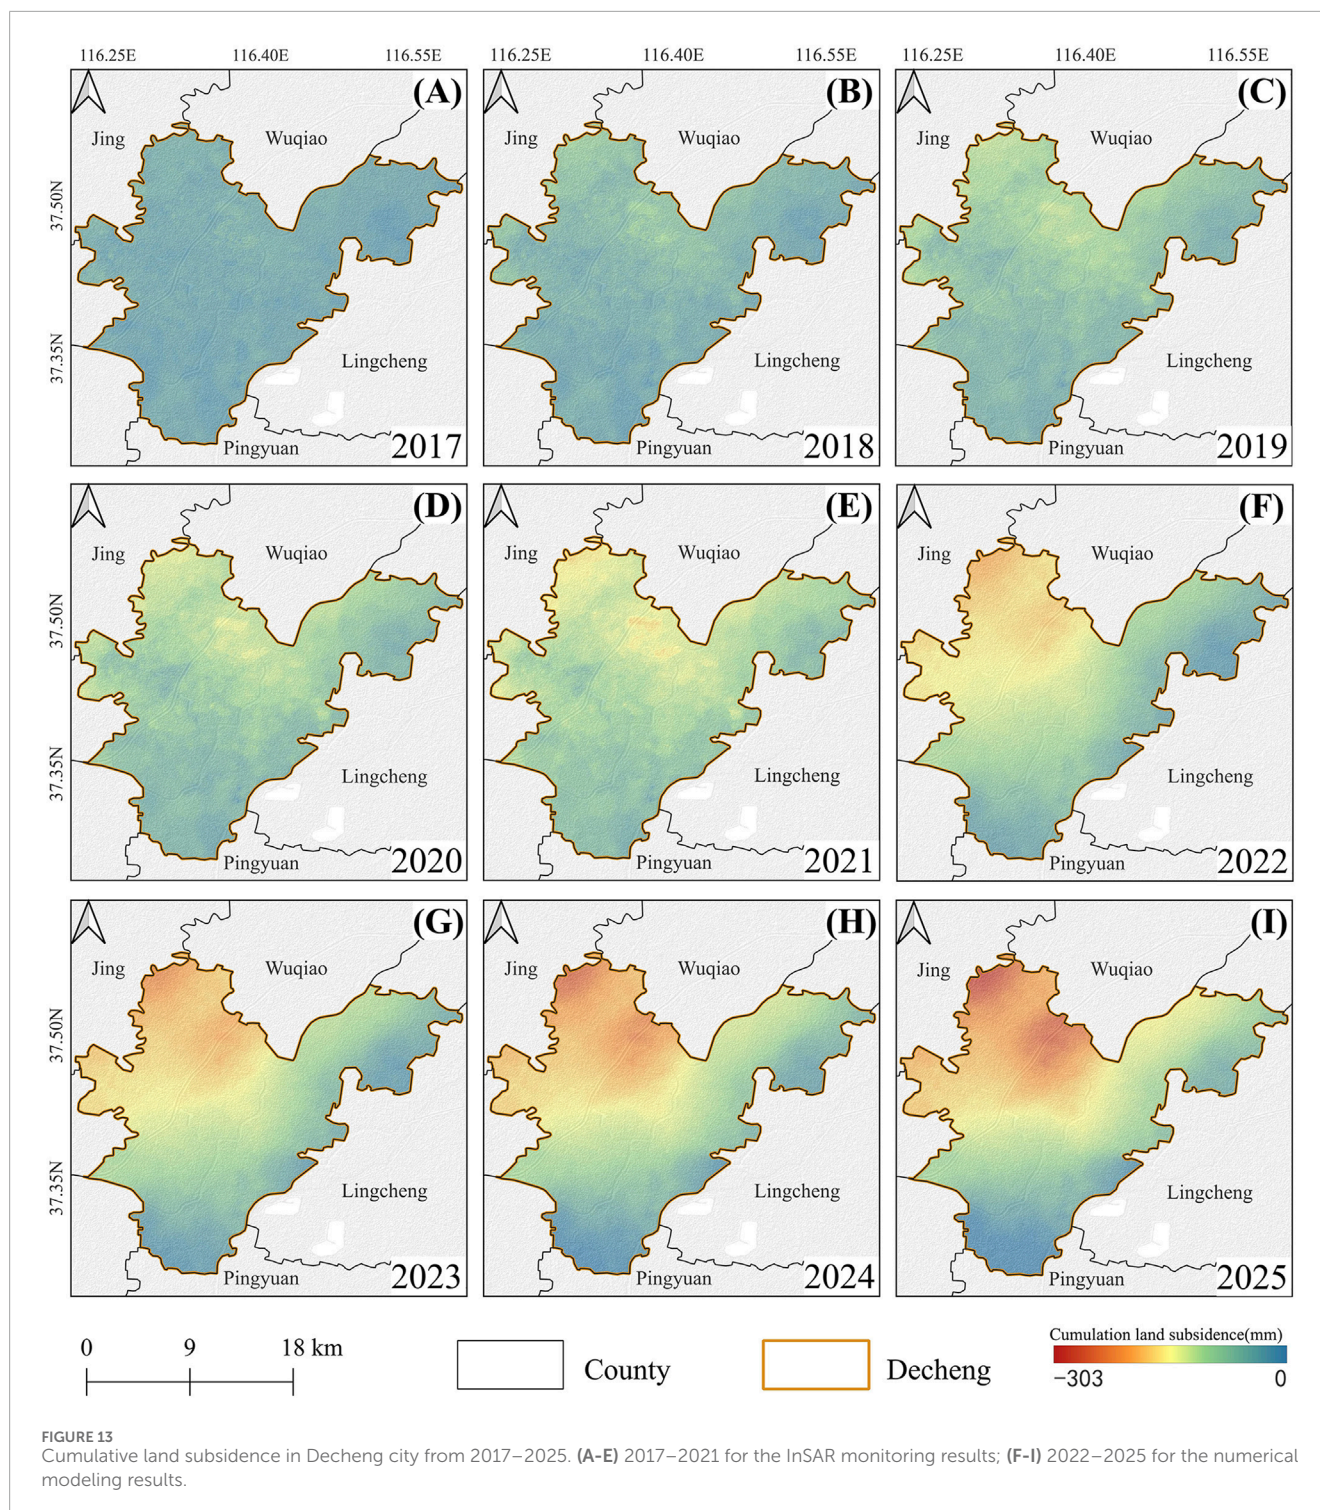 116.25E 116.40E 116.55E 116.25E 116.40E 116.55E 116.25E 116.40E 116.55E
(A) (B) (C)
Jing Wuqiao Jing Wuqiao Jing Wuqiao
37.50N
37.35N
Lingcheng Lingcheng Lingcheng
Pingyuan 2017 Pingyuan 2018 Pingyuan 2019
(D) (E) (F)
Jing Wuqiao Jing Wuqiao Jing Wuqiao
37.50N
37.35N
Lingcheng Lingcheng Lingcheng
Pingyuan 2020 Pingyuan 2021 Pingyuan 2022
(G) (H) (I)
Jing Wuqiao Jing Wuqiao Jing Wuqiao
37.50N
37.35N
Lingcheng Lingcheng Lingcheng
Pingyuan 2023 Pingyuan 2024 Pingyuan 2025
0 9 18 km
County
Decheng
Cumulation land subsidence(mm)
−303 0
FIGURE 13
Cumulative land subsidence in Decheng city from 2017–2025. (A-E) 2017–2021 for the InSAR monitoring results; (F-I) 2022–2025 for the numerical
modeling results.